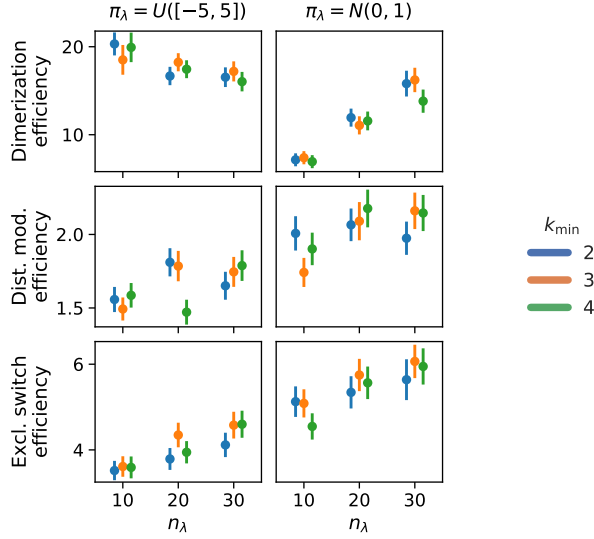 π_λ = U([−5, 5])
π_λ = N(0, 1)
Dimerization
efficiency
20
10
Dist. mod.
efficiency
2.0
1.5
Excl. switch
efficiency
6
4
10 20 30
10 20 30
n_λ
n_λ
k_min
2
3
4